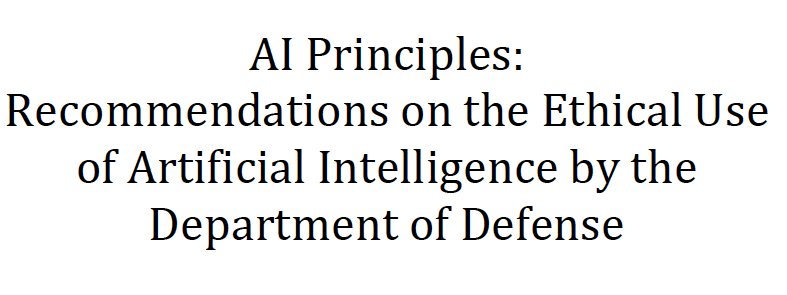 AI Principles:
Recommendations on the Ethical Use
of Artificial Intelligence by the
Department of Defense